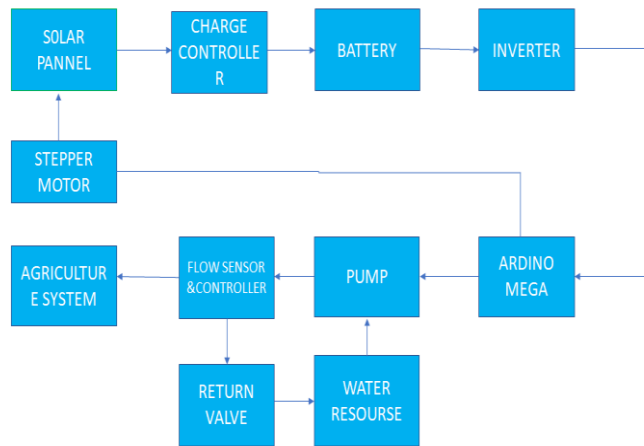 SOLAR
PANNEL
CHARGE
CONTROLLE
R
BATTERY
INVERTER
STEPPER
MOTOR
AGRICULTUR
E SYSTEM
FLOW SENSOR
&CONTROLLER
PUMP
ARDINO
MEGA
RETURN
VALVE
WATER
RESOURSE